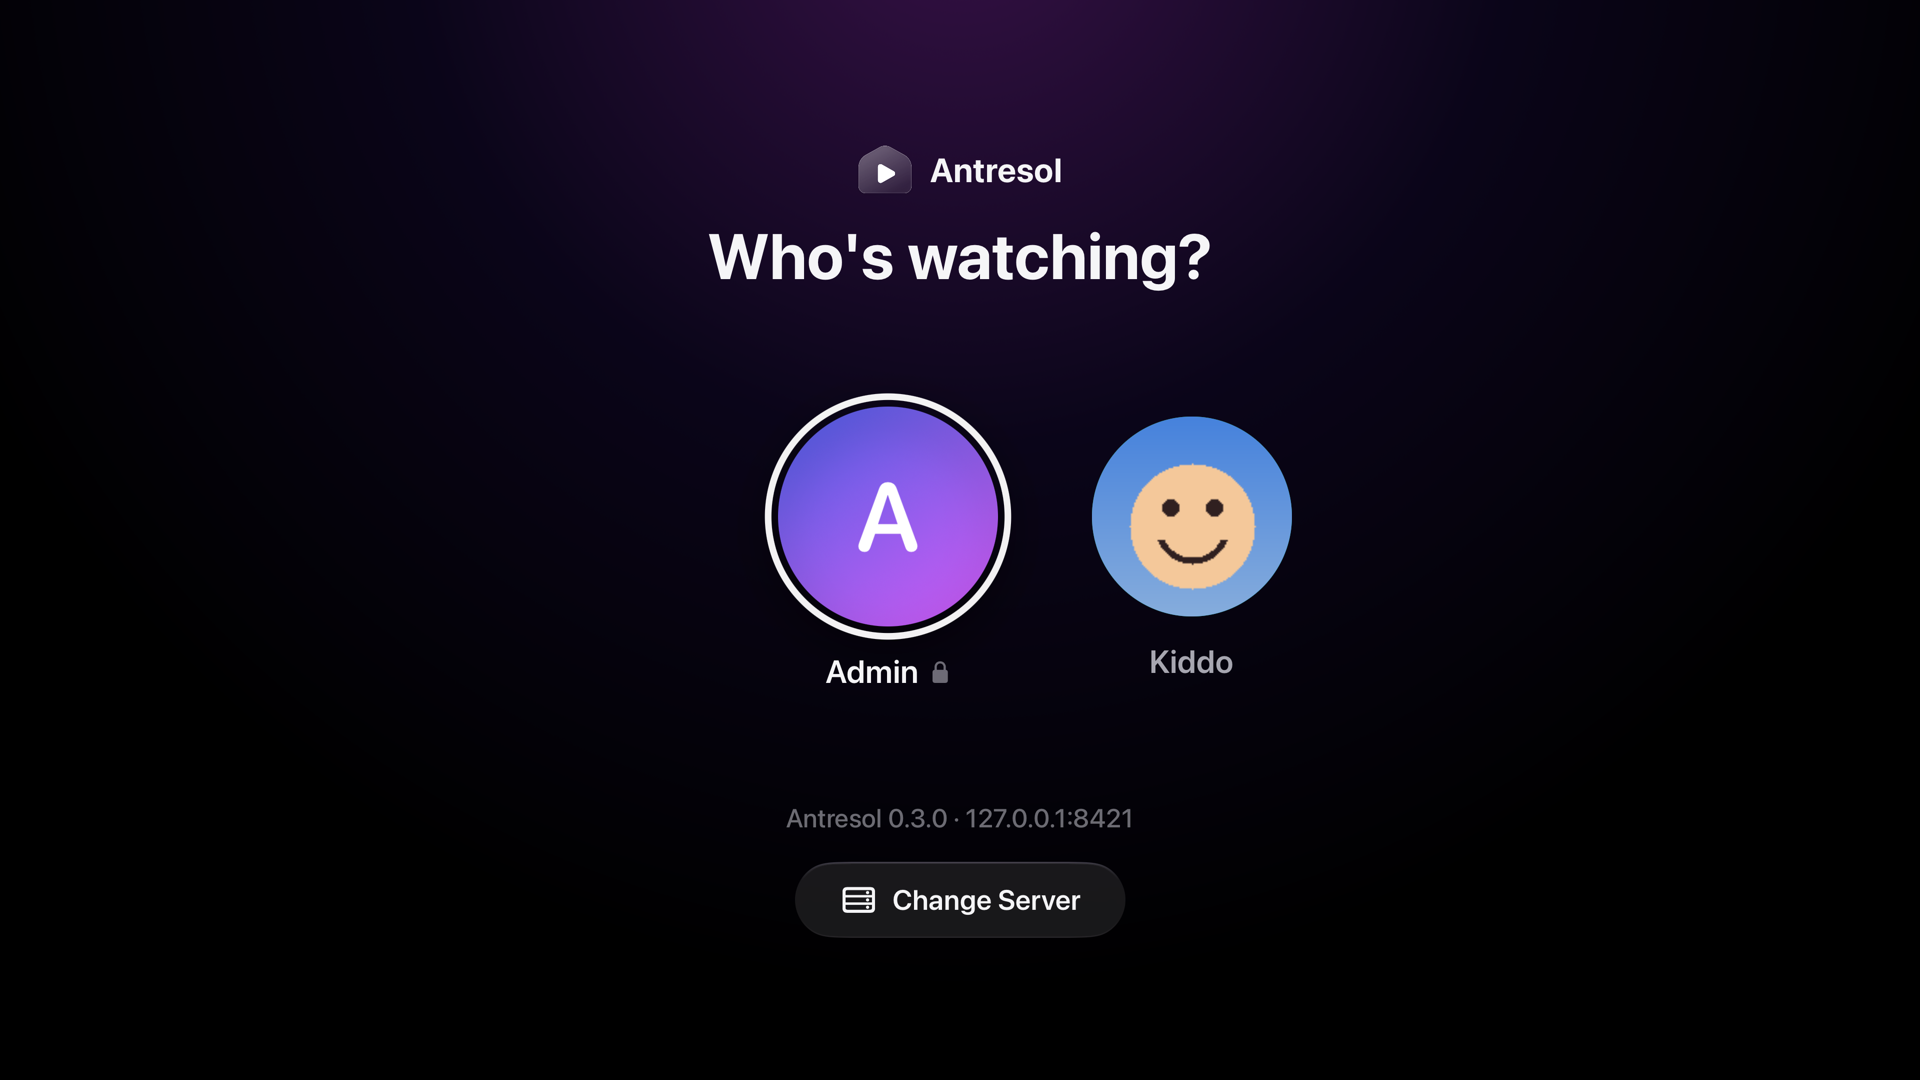 Antresol
Who's watching?
A
Admin
Kiddo
Antresol 0.3.0 · 127.0.0.1:8421
Change Server